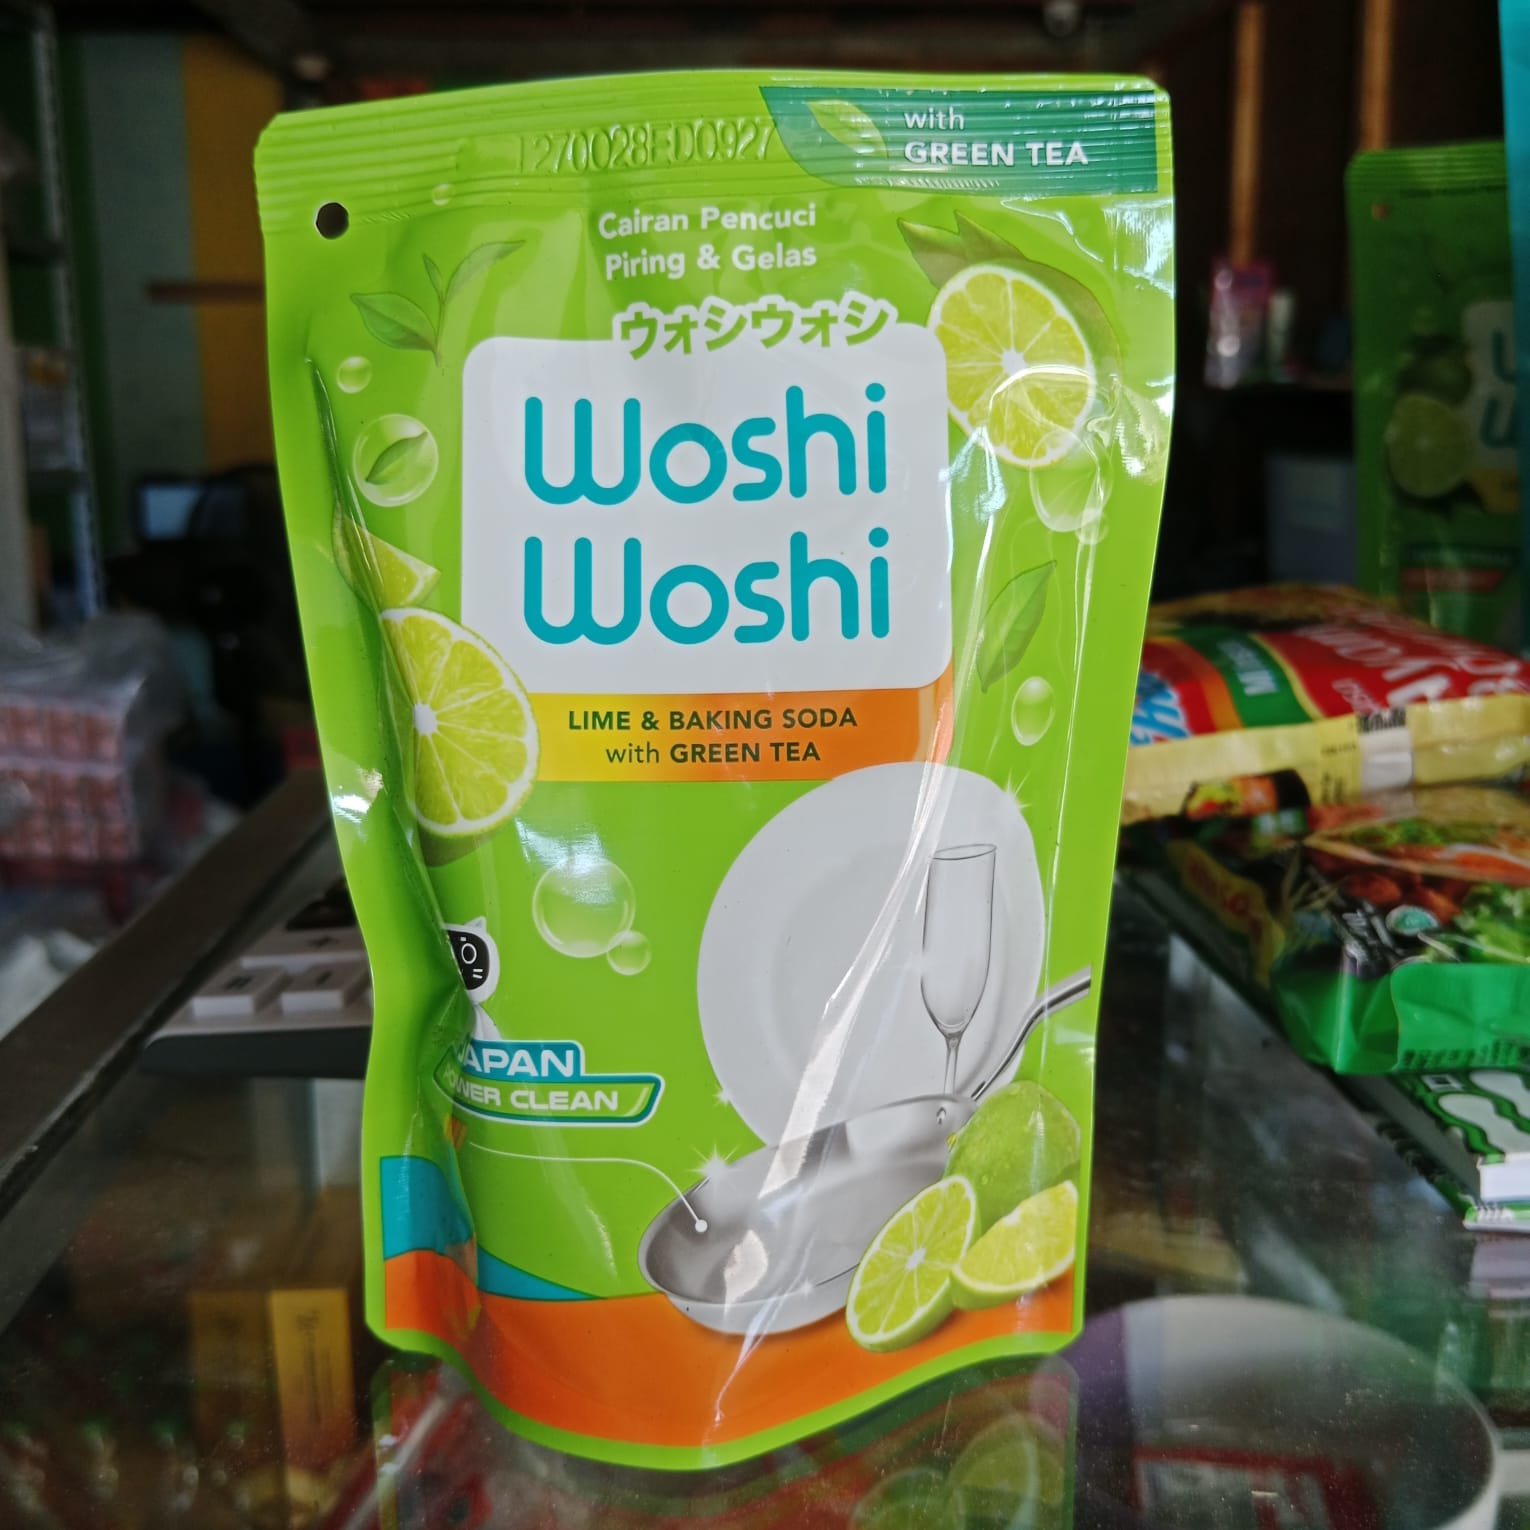 with
GREEN TEA
Cairan Pencuci
Piring & Gelas
ウォシウォシ
Woshi
Woshi
LIME & BAKING SODA
with GREEN TEA
JAPAN
POWER CLEAN